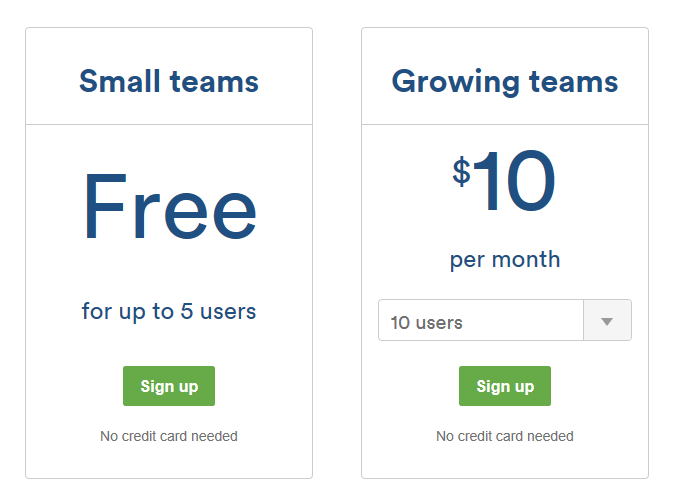 Small teams
Free
for up to 5 users
Sign up
No credit card needed
Growing teams
$10
per month
10 users
Sign up
No credit card needed